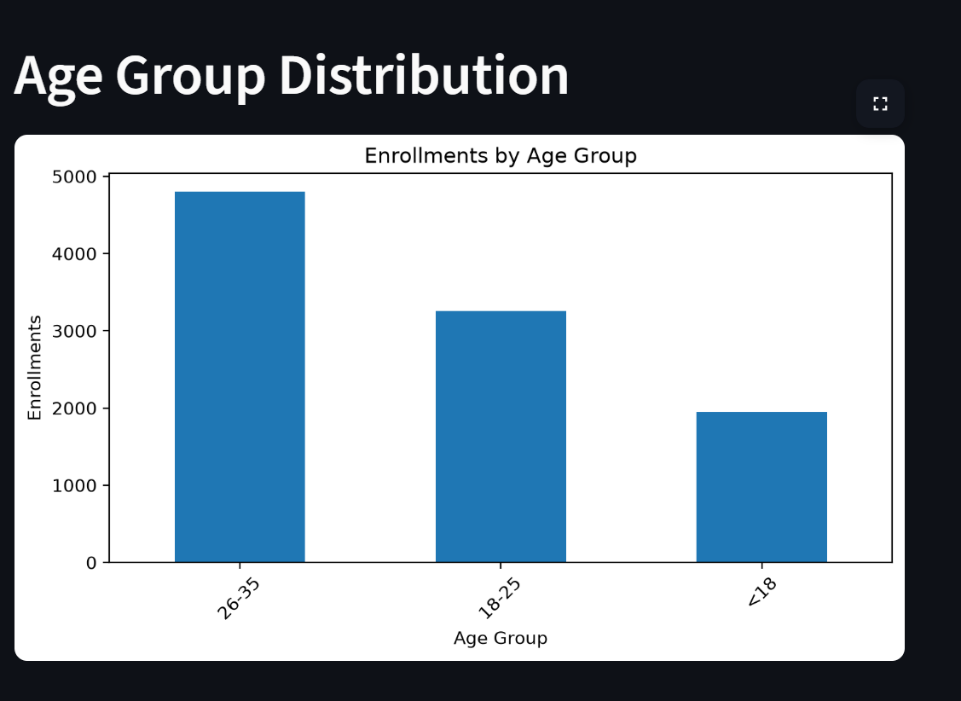 Age Group Distribution
Enrollments by Age Group
5000
4000
3000
2000
1000
0
Enrollments
26-35
18-25
<18
Age Group